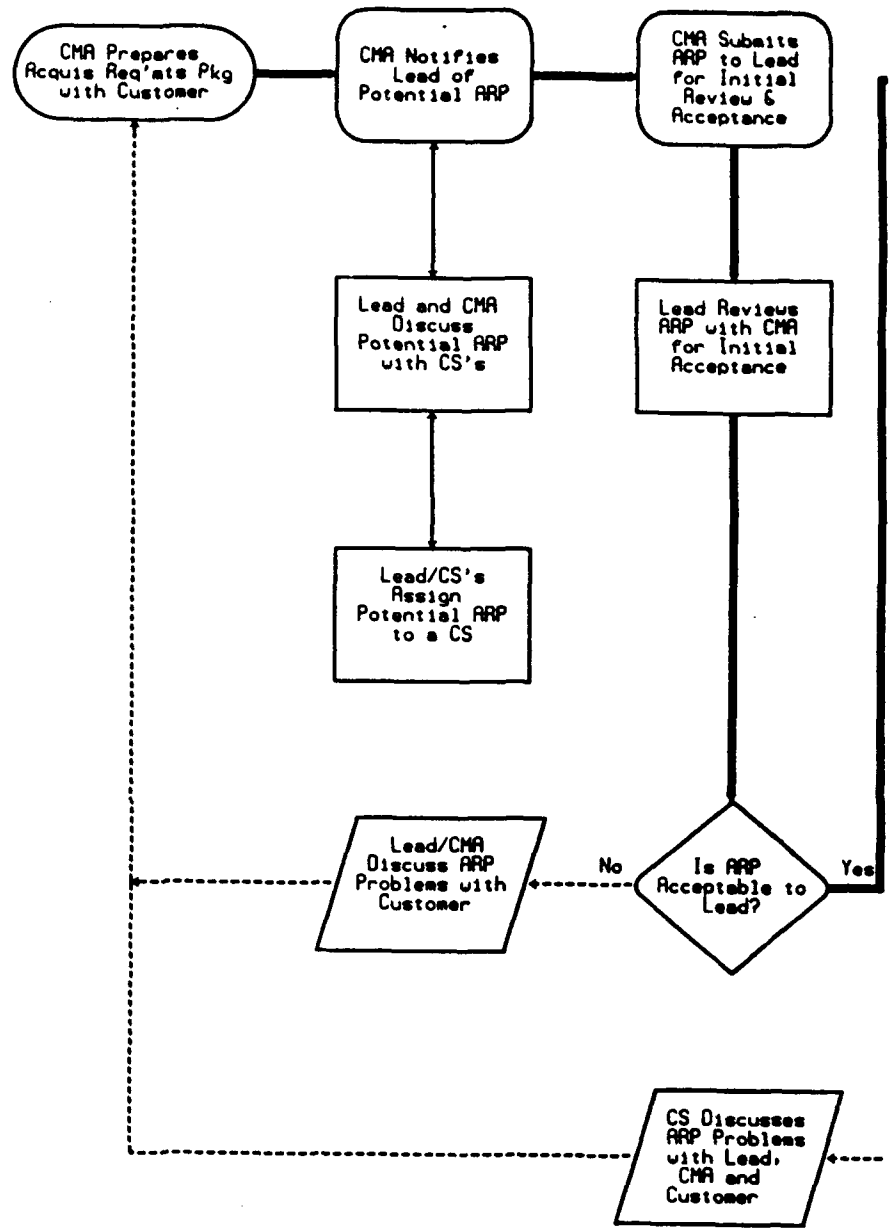 CMA Prepares
Acquis Req'mts Pkg
with Customer
CMA Notifies
Lead of
Potential ARP
CMA Submits
ARP to Lead
for Initial
Review &
Acceptance
Lead and CMA
Discuss
Potential ARP
with CS's
Lead Reviews
ARP with CMA
for Initial
Acceptance
Lead/CS's
Assign
Potential ARP
to a CS
Lead/CMA
Discuss ARP
Problems with
Customer
No
Is ARP
Acceptable to
Lead?
Yes
CS Discusses
ARP Problems
with Lead,
CMA and
Customer